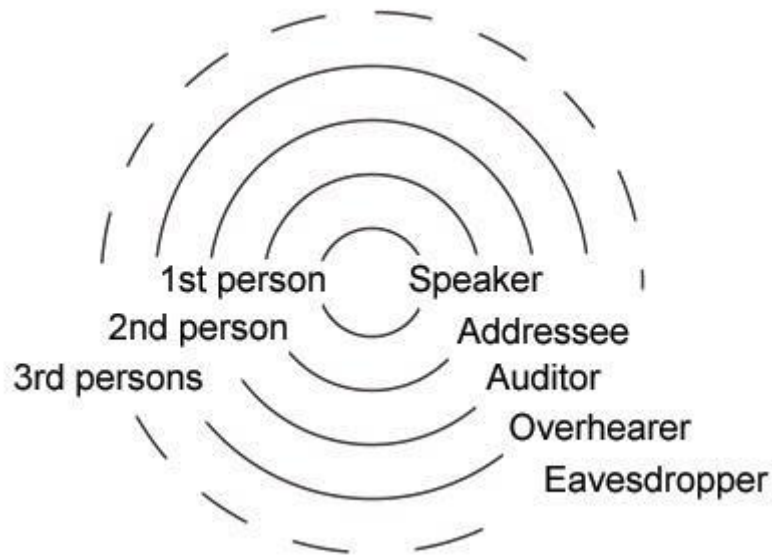 1st person Speaker
2nd person Addressee
3rd persons Auditor
Overhearer
Eavesdropper